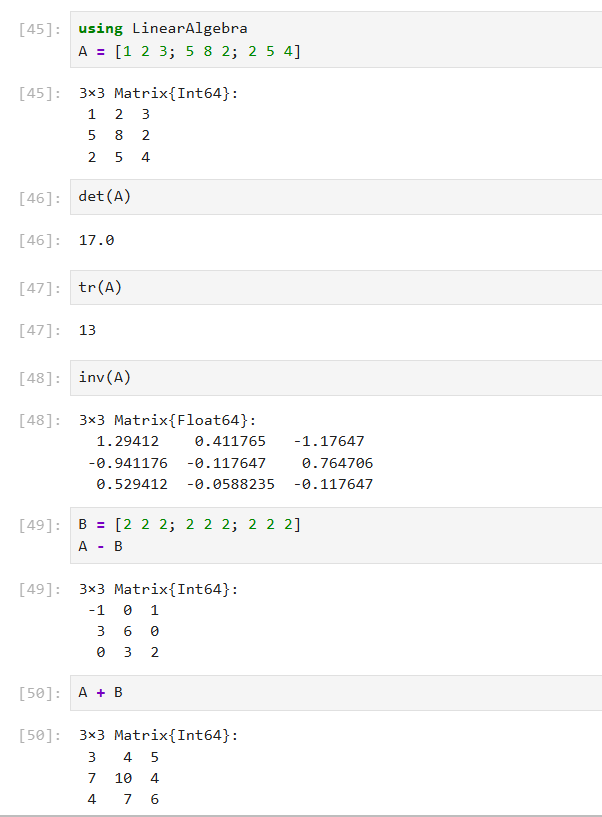 [45]: using LinearAlgebra
A = [1 2 3; 5 8 2; 2 5 4]
[45]: 3×3 Matrix{Int64}:
1 2 3
5 8 2
2 5 4
[46]: det(A)
[46]: 17.0
[47]: tr(A)
[47]: 13
[48]: inv(A)
[48]: 3×3 Matrix{Float64}:
1.29412 0.411765 -1.17647
-0.941176 -0.117647 0.764706
0.529412 -0.0588235 -0.117647
[49]: B = [2 2 2; 2 2 2; 2 2 2]
A - B
[49]: 3×3 Matrix{Int64}:
-1 0 1
3 6 0
0 3 2
[50]: A + B
[50]: 3×3 Matrix{Int64}:
3 4 5
7 10 4
4 7 6